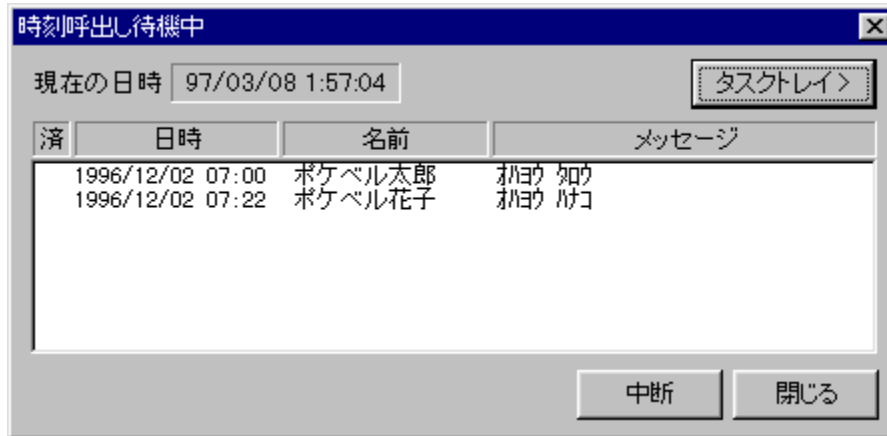 時刻呼出し待機中
現在の日時 97/03/08 1:57:04 タスクトレイ>
済 日時 名前 メッセージ
1996/12/02 07:00 ポケベル太郎 ｵﾊﾖｳ ﾀﾛｳ
1996/12/02 07:22 ポケベル花子 ｵﾊﾖｳ ﾊﾅｺ
中断 閉じる